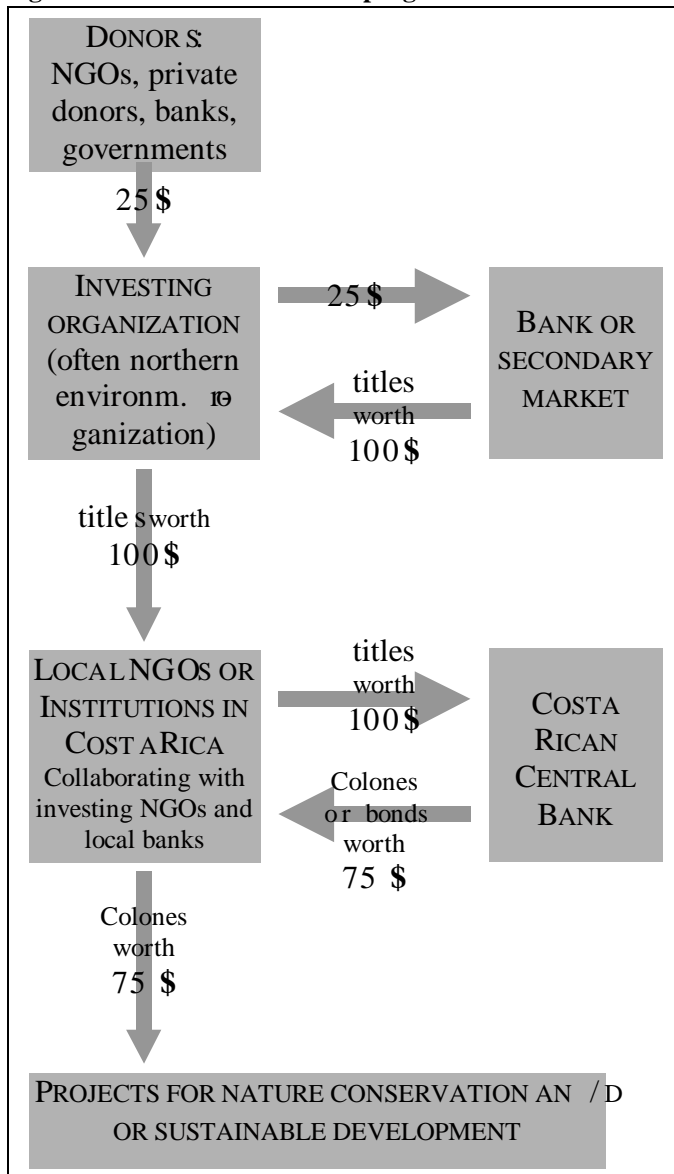 DONORS:
NGOs, private
donors, banks,
governments
25 $
INVESTING
ORGANIZATION
(often northern
environm.
ganization)
25 $
titles
worth
100 $
BANK OR
SECONDARY
MARKET
titles worth
100 $
LOCAL NGOS OR
INSTITUTIONS IN
COSTA RICA
Collaborating with
investing NGOs and
local banks
titles
worth
100 $
Colones
or bonds
worth
75 $
COSTA
RICAN
CENTRAL
BANK
Colones
worth
75 $
PROJECTS FOR NATURE CONSERVATION AN / D
OR SUSTAINABLE DEVELOPMENT